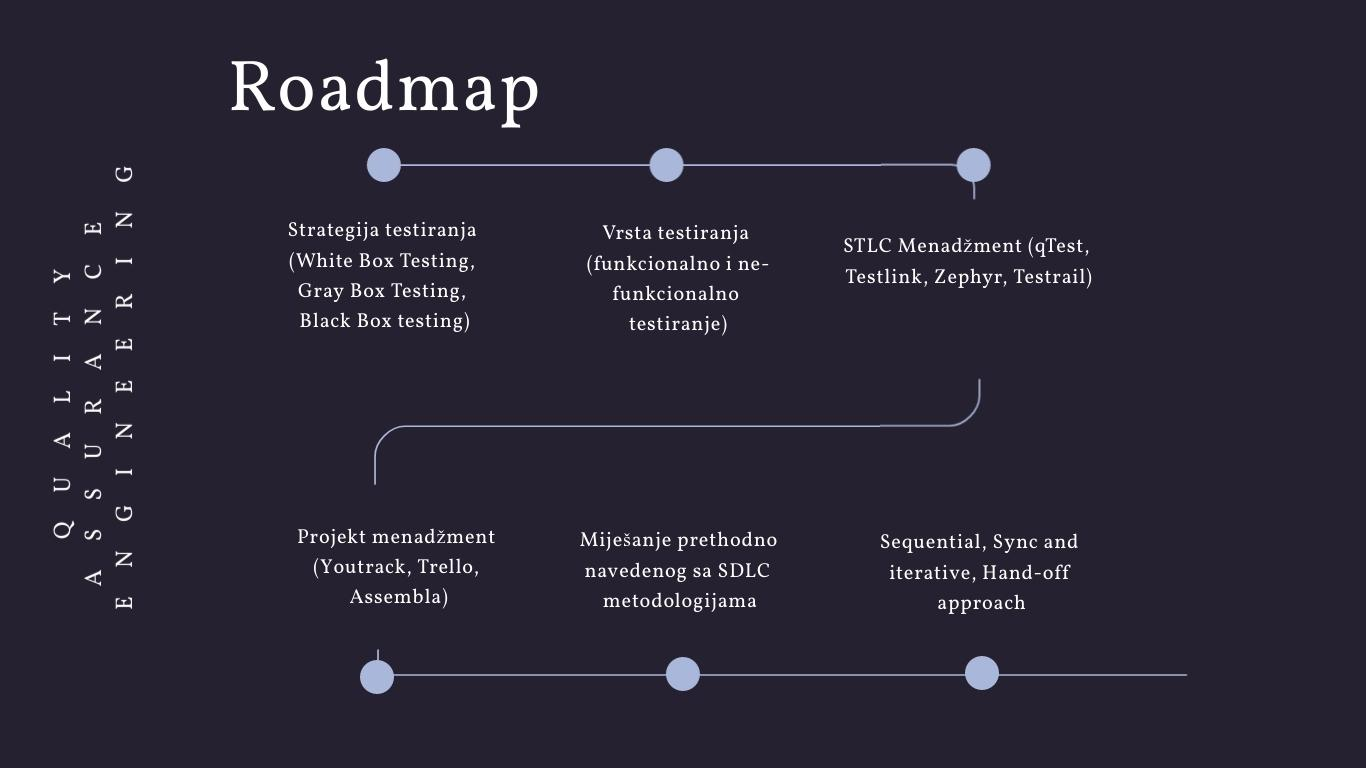 Roadmap
QUALITY
ASSURANCE
ENGINEERING
Strategija testiranja
(White Box Testing,
Gray Box Testing,
Black Box testing)
Vrsta testiranja
(funkcionalno i ne-
funkcionalno
testiranje)
STLC Menadžment (qTest,
Testlink, Zephyr, Testrail)
Projekt menadžment
(Youtrack, Trello,
Assembla)
Miješanje prethodno
navedenog sa SDLC
metodologijama
Sequential, Sync and
iterative, Hand-off
approach